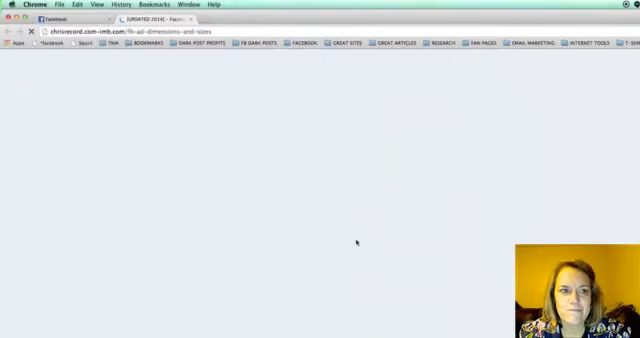 Chrome File Edit View History Bookmarks Window Help
Facebook [UPDATED 2014] - Faceb
chrisrecord.com-imb.com/fb-ad-dimensions-and-sizes
Apps Squirt TMA BOOKMARKS DARK POST PROFITS FB DARK POSTS FACEBOOK GREAT SITES GREAT ARTICLES RESEARCH FAN PAGES EMAIL MARKETING INTERNET TOOLS T-SHI